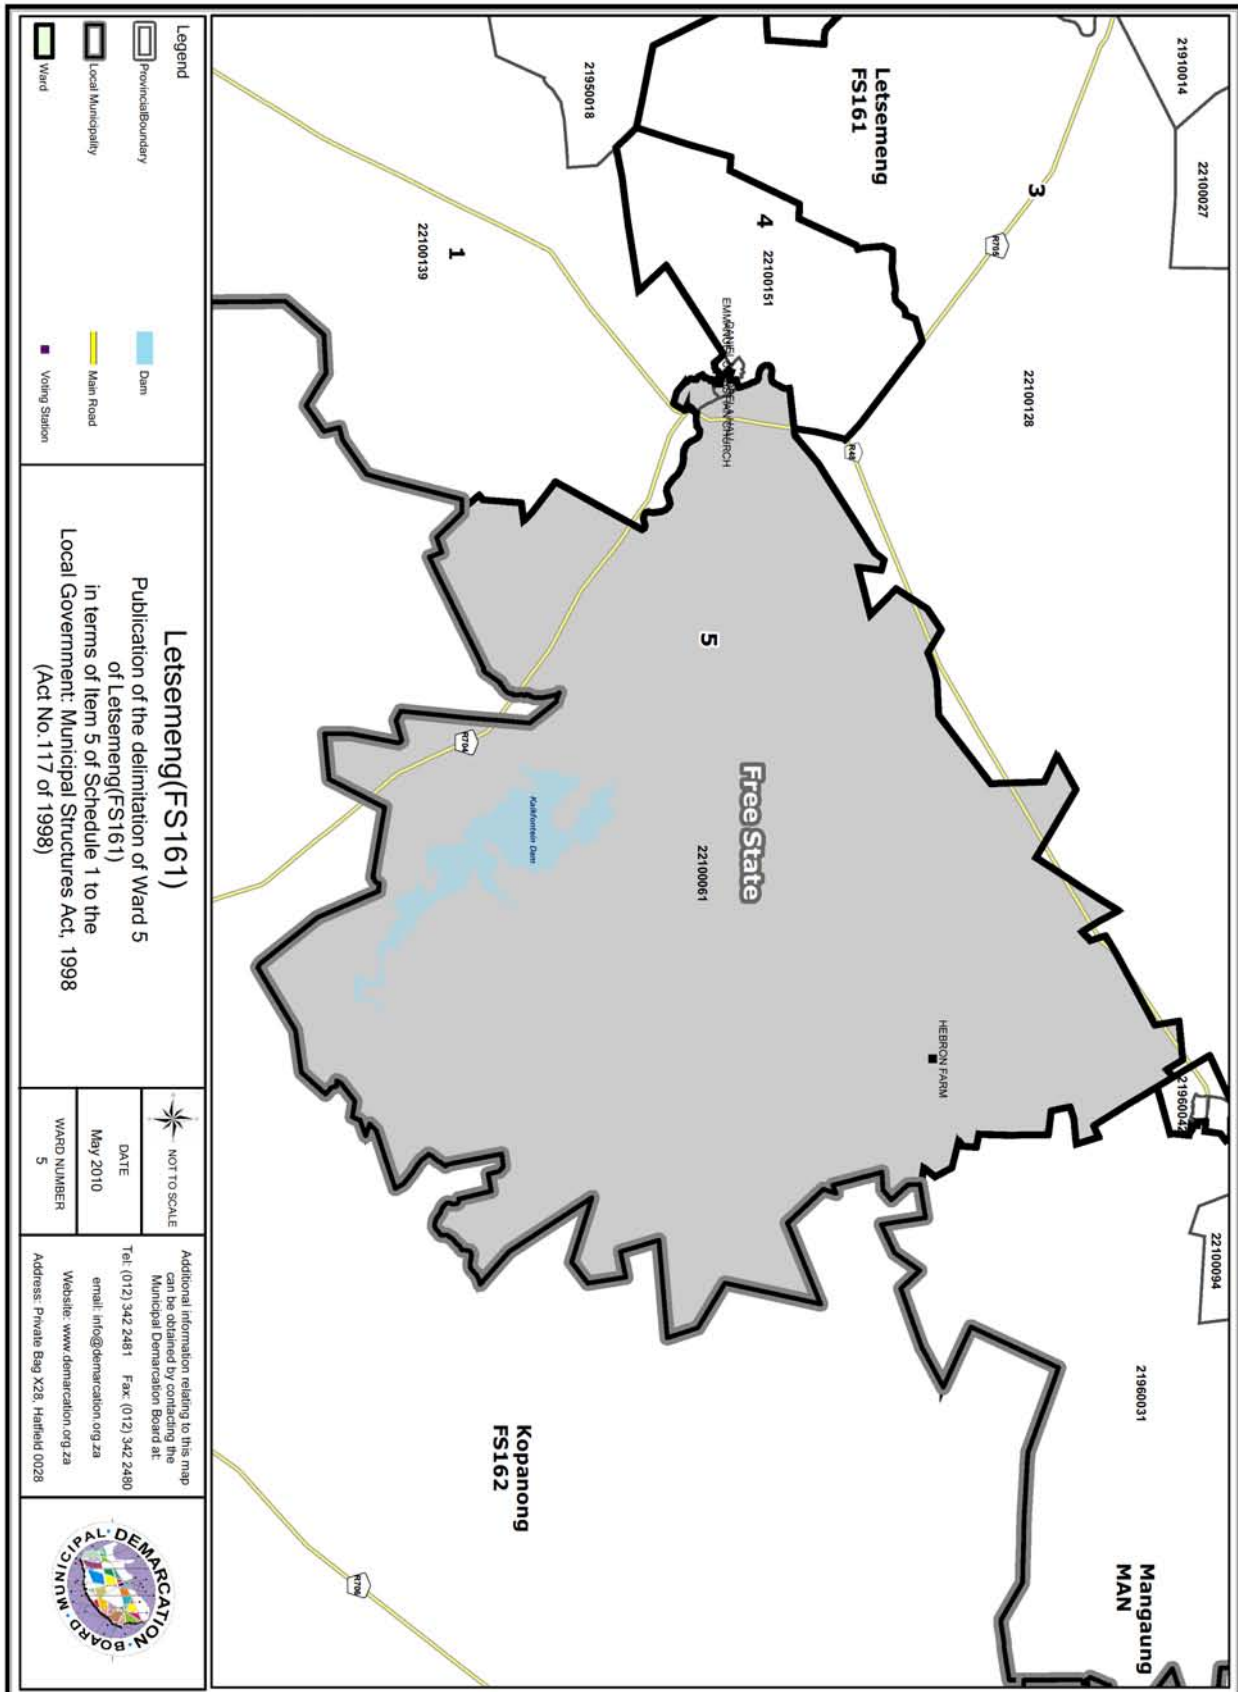 21910014
22100027
Letsemeng
FS161
3
R705
21950018
4
22100151
22100128
1
22100139
R48
5
Free State
22100061
Kalkfontein Dam
R704
HEBRON FARM
21960042
22100094
21960031
Kopanong
FS162
Mangaung
MAN
R706
Legend
ProvincialBoundary
Local Municipality
Ward
Dam
Main Road
Voting Station
Letsemeng(FS161)
Publication of the delimitation of Ward 5
of Letsemeng(FS161)
in terms of Item 5 of Schedule 1 to the
Local Government: Municipal Structures Act, 1998
(Act No.117 of 1998)
NOT TO SCALE
DATE
May 2010
WARD NUMBER
5
Additional information relating to this map
can be obtained by contacting the
Municipal Demarcation Board at:
Tel: (012) 342 2481 Fax: (012) 342 2480
email: info@demarcation.org.za
Website: www.demarcation.org.za
Address: Private Bag X28, Hatfield 0028
MUNICIPAL DEMARCATION BOARD